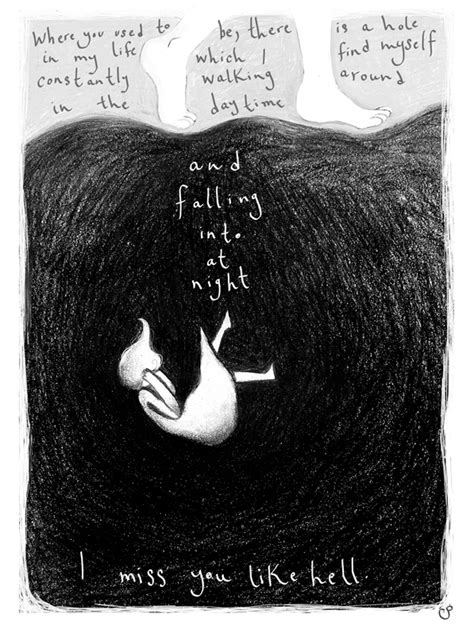 Where you used to be, there is a hole
in my life which I find myself
constantly walking around
in the daytime
and
falling
into
at
night
I miss you like hell.